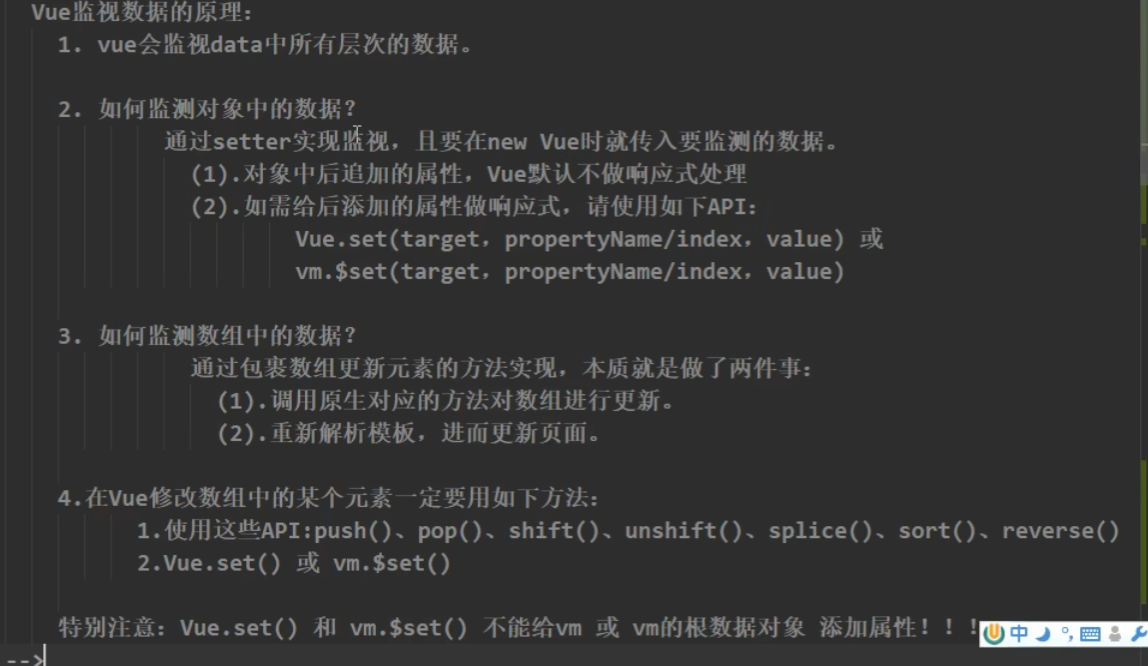 Vue监视数据的原理：
1. vue会监视data中所有层次的数据。
2. 如何监测对象中的数据？
通过setter实现监视，且要在new Vue时就传入要监测的数据。
(1).对象中后追加的属性，Vue默认不做响应式处理
(2).如需给后添加的属性做响应式，请使用如下API：
Vue.set(target，propertyName/index，value) 或
vm.$set(target，propertyName/index，value)
3. 如何监测数组中的数据？
通过包裹数组更新元素的方法实现，本质就是做了两件事：
(1).调用原生对应的方法对数组进行更新。
(2).重新解析模板，进而更新页面。
4.在Vue修改数组中的某个元素一定要用如下方法：
1.使用这些API:push()、pop()、shift()、unshift()、splice()、sort()、reverse()
2.Vue.set() 或 vm.$set()
特别注意：Vue.set() 和 vm.$set() 不能给vm 或 vm的根数据对象 添加属性！！！
中
-->